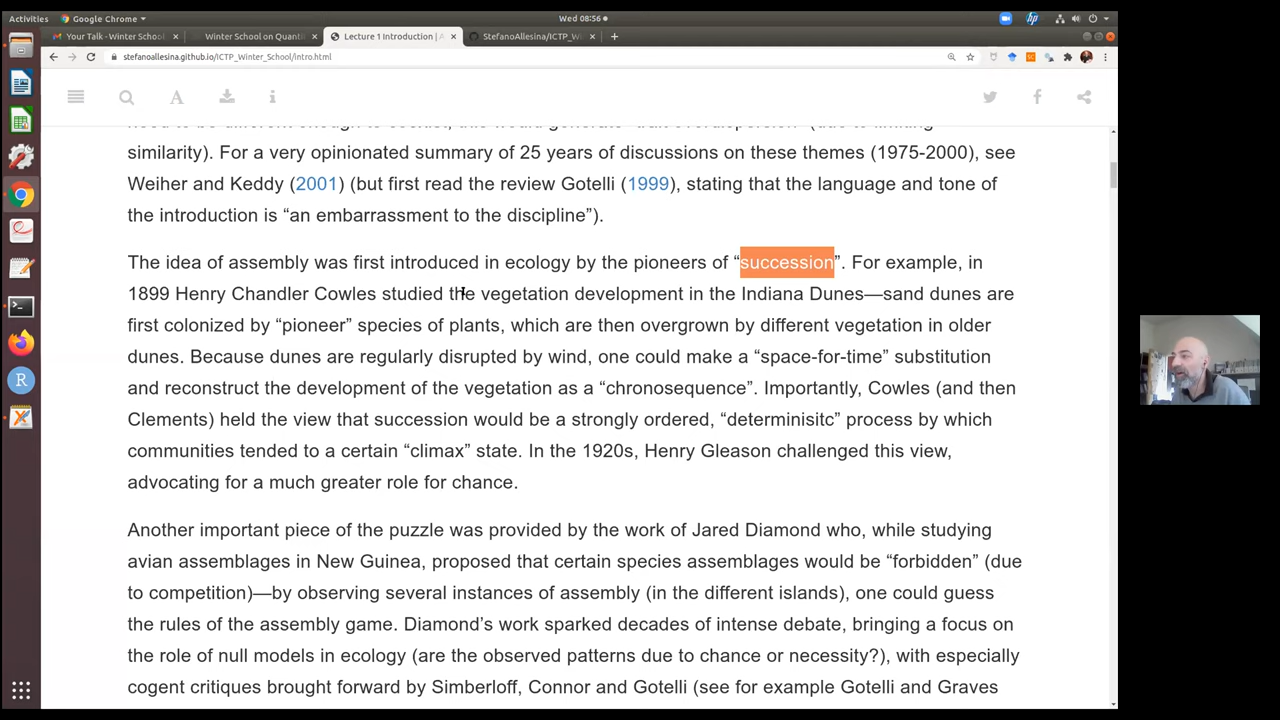 Activities
Google Chrome
Wed 08:56
Your Talk - Winter School
Winter School on Quanti
Lecture 1 Introduction | A
StefanoAllesina/ICTP_Wi
stefanoallesina.github.io/ICTP_Winter_School/intro.html
similarity). For a very opinionated summary of 25 years of discussions on these themes (1975-2000), see
Weiher and Keddy (2001) (but first read the review Gotelli (1999), stating that the language and tone of
the introduction is “an embarrassment to the discipline”).
The idea of assembly was first introduced in ecology by the pioneers of “succession”. For example, in
1899 Henry Chandler Cowles studied the vegetation development in the Indiana Dunes—sand dunes are
first colonized by “pioneer” species of plants, which are then overgrown by different vegetation in older
dunes. Because dunes are regularly disrupted by wind, one could make a “space-for-time” substitution
and reconstruct the development of the vegetation as a “chronosequence”. Importantly, Cowles (and then
Clements) held the view that succession would be a strongly ordered, “determinisitc” process by which
communities tended to a certain “climax” state. In the 1920s, Henry Gleason challenged this view,
advocating for a much greater role for chance.
Another important piece of the puzzle was provided by the work of Jared Diamond who, while studying
avian assemblages in New Guinea, proposed that certain species assemblages would be “forbidden” (due
to competition)—by observing several instances of assembly (in the different islands), one could guess
the rules of the assembly game. Diamond’s work sparked decades of intense debate, bringing a focus on
the role of null models in ecology (are the observed patterns due to chance or necessity?), with especially
cogent critiques brought forward by Simberloff, Connor and Gotelli (see for example Gotelli and Graves